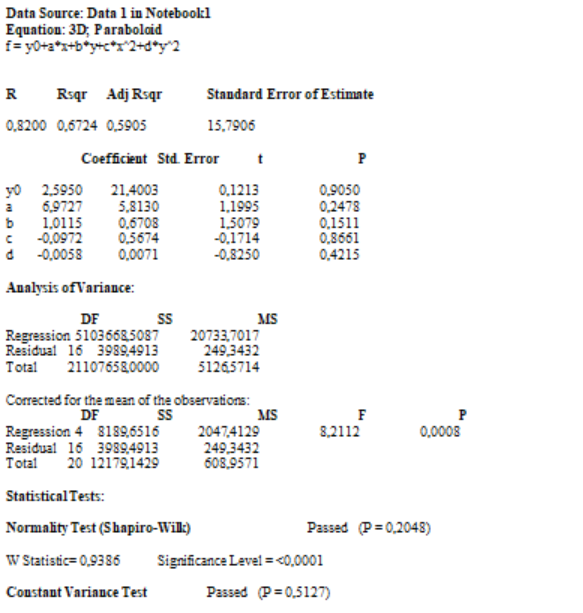 Data Source: Data 1 in Notebook1
Equation: 3D; Paraboloid
f= y0+a*x+b*y+c*x^2+d*y^2
R Rsqr Adj Rsqr Standard Error of Estimate
0,8200 0,6724 0,5905 15,7906
Coefficient Std. Error t P
y0 2,5950 21,4003 0,1213 0,9050
a 6,9727 5,8130 1,1995 0,2478
b 1,0115 0,6708 1,5079 0,1511
c -0,0972 0,5674 -0,1714 0,8661
d -0,0058 0,0071 -0,8250 0,4215
Analysis of Variance:
DF SS MS
Regression 5103668,5087 20733,7017
Residual 16 3989,4913 249,3432
Total 21107658,0000 5126,5714
Corrected for the mean of the observations:
DF SS MS F P
Regression 4 8189,6516 2047,4129 8,2112 0,0008
Residual 16 3989,4913 249,3432
Total 20 12179,1429 608,9571
Statistical Tests:
Normality Test (Shapiro-Wilk) Passed (P = 0,2048)
W Statistic= 0,9386 Significance Level = <0,0001
Constant Variance Test Passed (P = 0,5127)